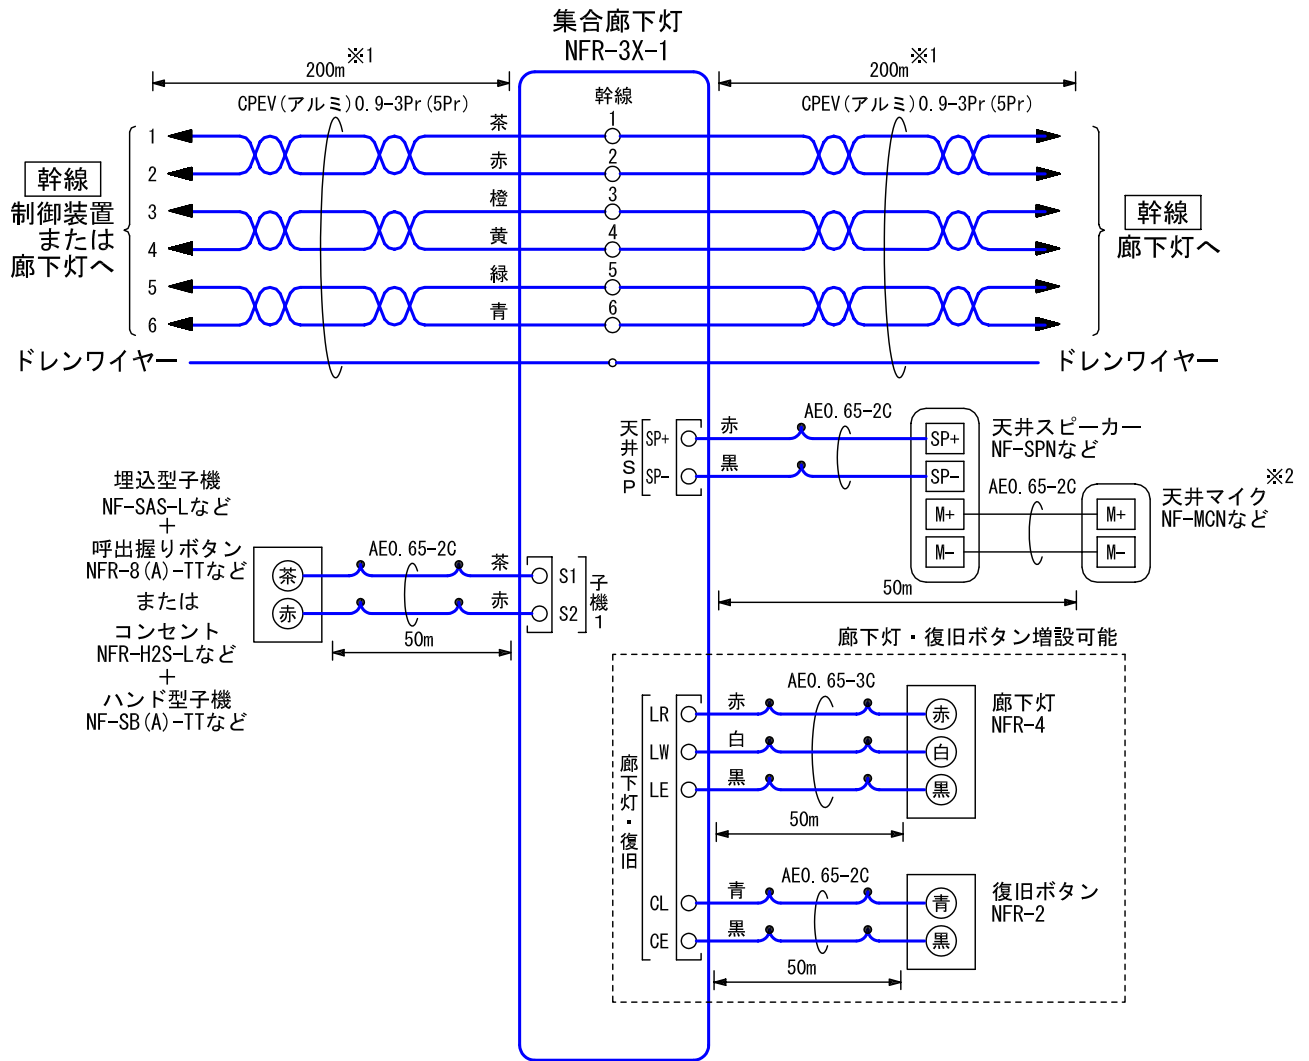 集合廊下灯
NFR-3X-1
200m※1
200m※1
CPEV(アルミ)0.9-3Pr(5Pr)
CPEV(アルミ)0.9-3Pr(5Pr)
幹線
幹線
制御装置
または
廊下灯へ
1
2
3
4
5
6
茶
赤
橙
黄
緑
青
1
2
3
4
5
6
幹線
廊下灯へ
ドレンワイヤー
ドレンワイヤー
天井SP
SP+
SP-
赤
黒
AE0.65-2C
SP+
SP-
M+
M-
天井スピーカー
NF-SPNなど
AE0.65-2C
M+
M-
天井マイク※2
NF-MCNなど
50m
埋込型子機
NF-SAS-Lなど
+
呼出握りボタン
NFR-8(A)-TTなど
または
コンセント
NFR-H2S-Lなど
+
ハンド型子機
NF-SB(A)-TTなど
茶
赤
AE0.65-2C
茶
赤
50m
S1
S2
子機1
廊下灯・復旧ボタン増設可能
廊下灯・復旧
LR
LW
LE
CL
CE
赤
白
黒
AE0.65-3C
赤
白
黒
廊下灯
NFR-4
50m
青
黒
AE0.65-2C
青
黒
復旧ボタン
NFR-2
50m